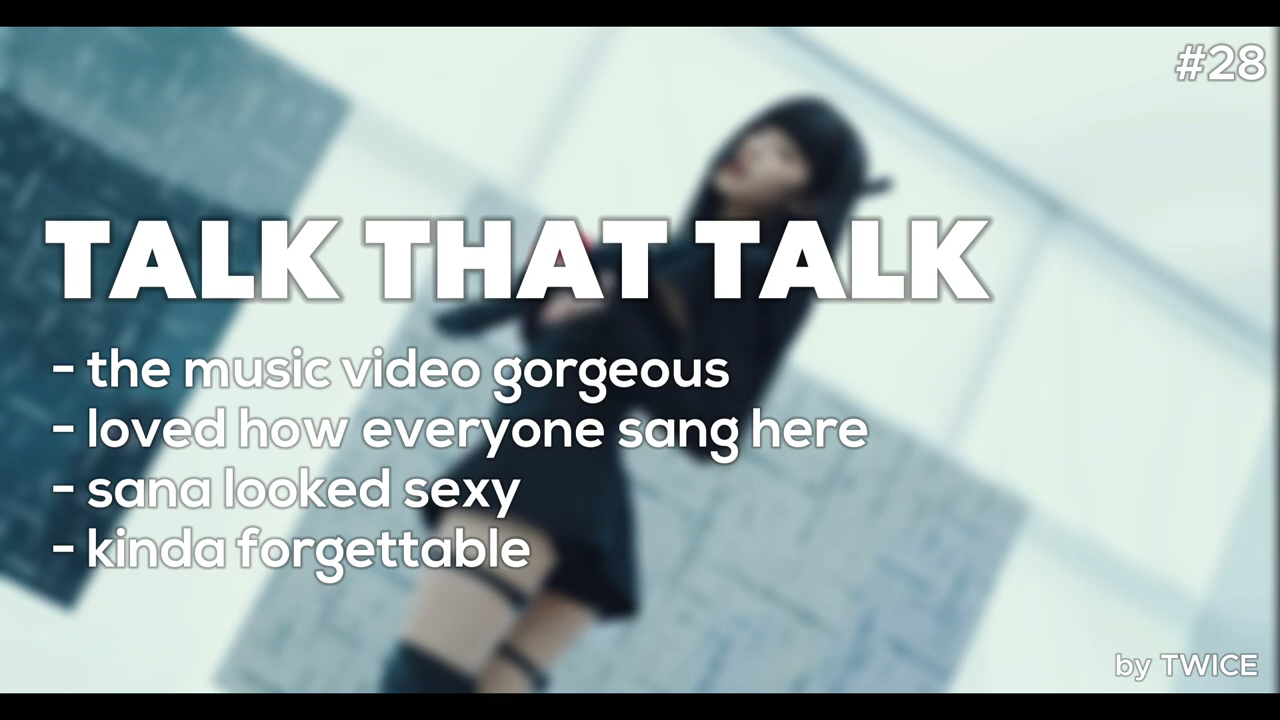 #28
TALK THAT TALK
- the music video gorgeous
- loved how everyone sang here
- sana looked sexy
- kinda forgettable
by TWICE